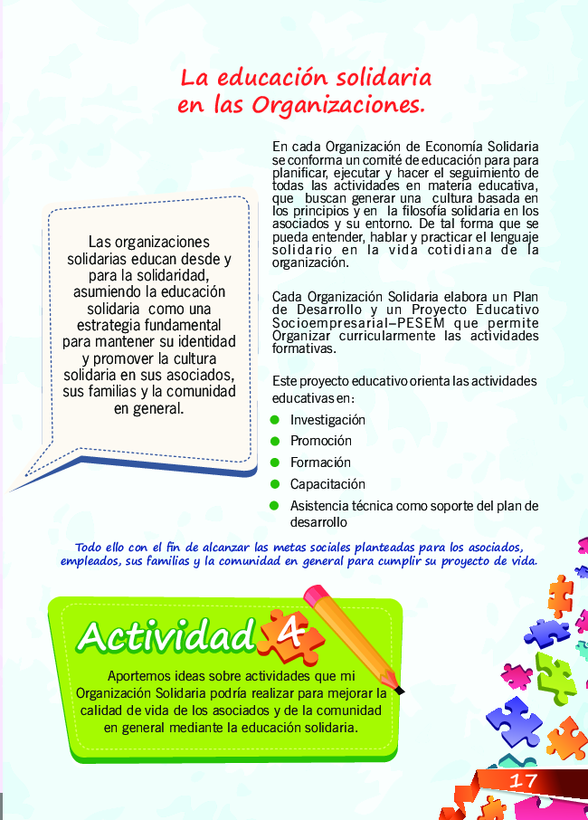 La educación solidaria
en las Organizaciones.
Las organizaciones
solidarias educan desde y
para la solidaridad,
asumiendo la educación
solidaria como una
estrategia fundamental
para mantener su identidad
y promover la cultura
solidaria en sus asociados,
sus familias y la comunidad
en general.
En cada Organización de Economía Solidaria
se conforma un comité de educación para para
planificar, ejecutar y hacer el seguimiento de
todas las actividades en materia educativa,
que buscan generar una cultura basada en
los principios y en la filosofía solidaria en los
asociados y su entorno. De tal forma que se
pueda entender, hablar y practicar el lenguaje
solidario en la vida cotidiana de la
organización.
Cada Organización Solidaria elabora un Plan
de Desarrollo y un Proyecto Educativo
Socioempresarial–PESEM que permite
Organizar curricularmente las actividades
formativas.
Este proyecto educativo orienta las actividades
educativas en:
Investigación
Promoción
Formación
Capacitación
Asistencia técnica como soporte del plan de
desarrollo
Todo ello con el fin de alcanzar las metas sociales planteadas para los asociados,
empleados, sus familias y la comunidad en general para cumplir su proyecto de vida.
Actividad 4
Aportemos ideas sobre actividades que mi
Organización Solidaria podría realizar para mejorar la
calidad de vida de los asociados y de la comunidad
en general mediante la educación solidaria.
17